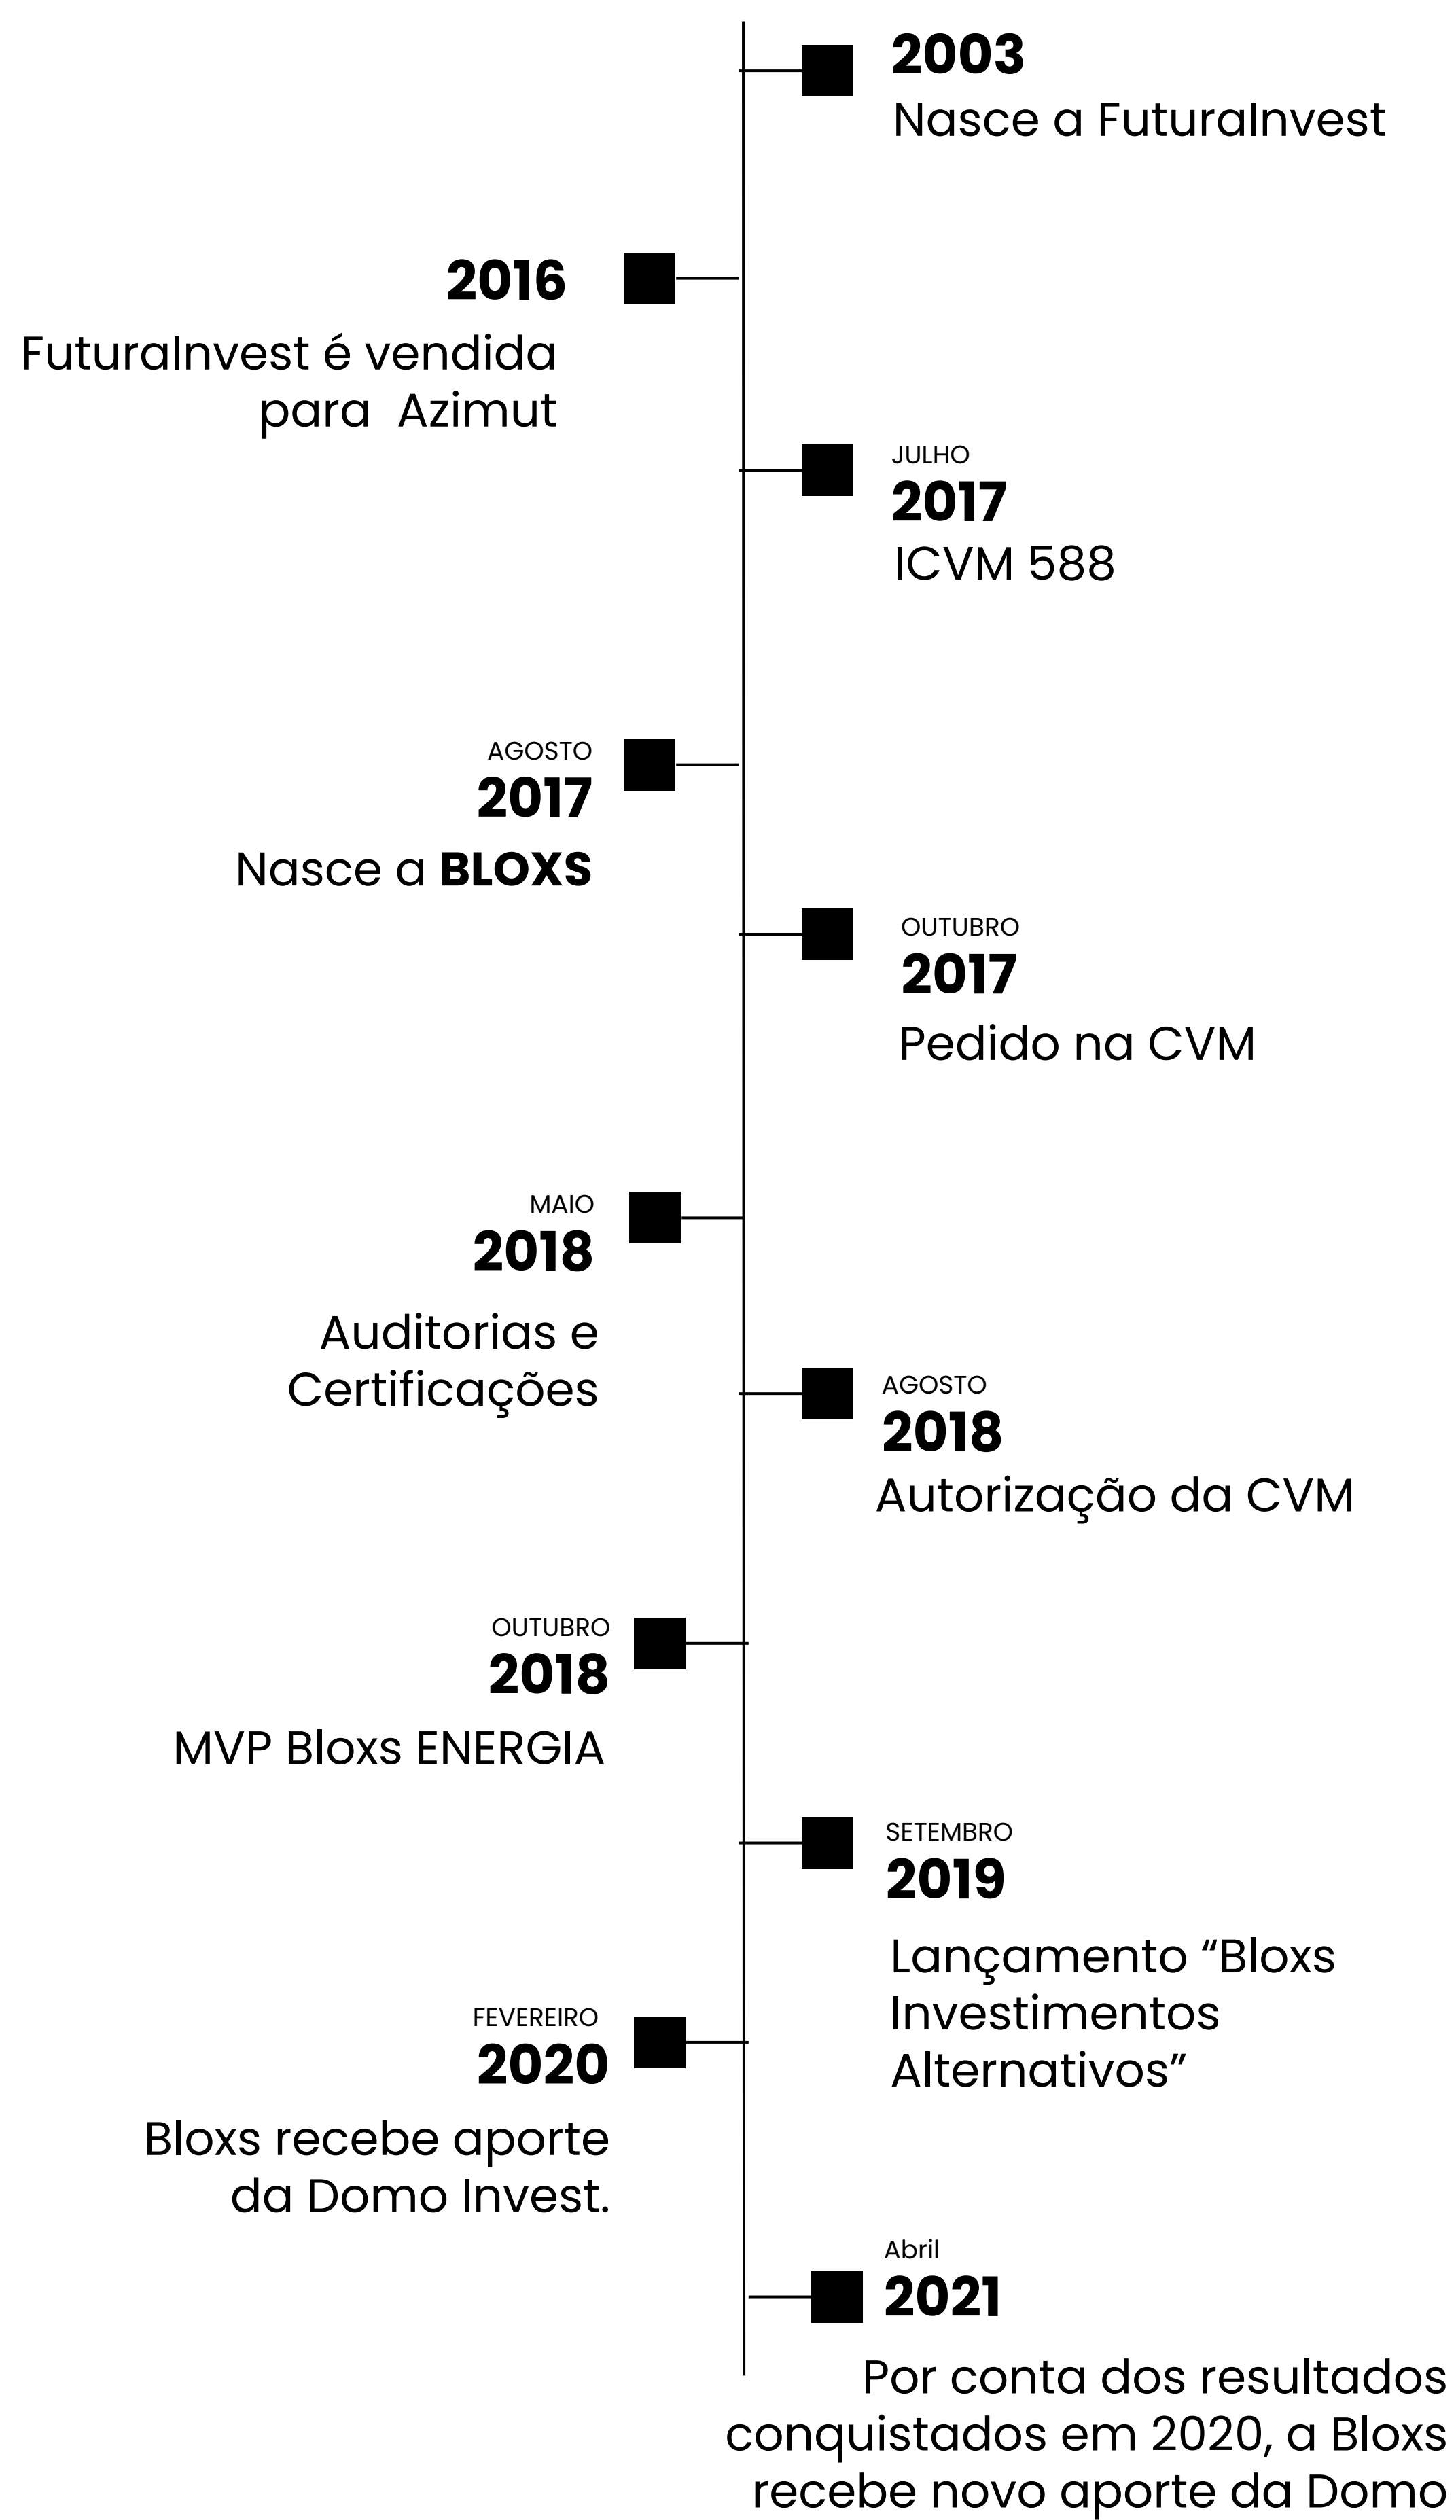 2003
Nasce a FuturaInvest
2016
FuturaInvest é vendida
para Azimut
JULHO
2017
ICVM 588
AGOSTO
2017
Nasce a BLOXS
OUTUBRO
2017
Pedido na CVM
MAIO
2018
Auditorias e
Certificações
AGOSTO
2018
Autorização da CVM
OUTUBRO
2018
MVP Bloxs ENERGIA
SETEMBRO
2019
Lançamento “Bloxs
Investimentos
Alternativos”
FEVEREIRO
2020
Bloxs recebe aporte
da Domo Invest.
Abril
2021
Por conta dos resultados
conquistados em 2020, a Bloxs
recebe novo aporte da Domo